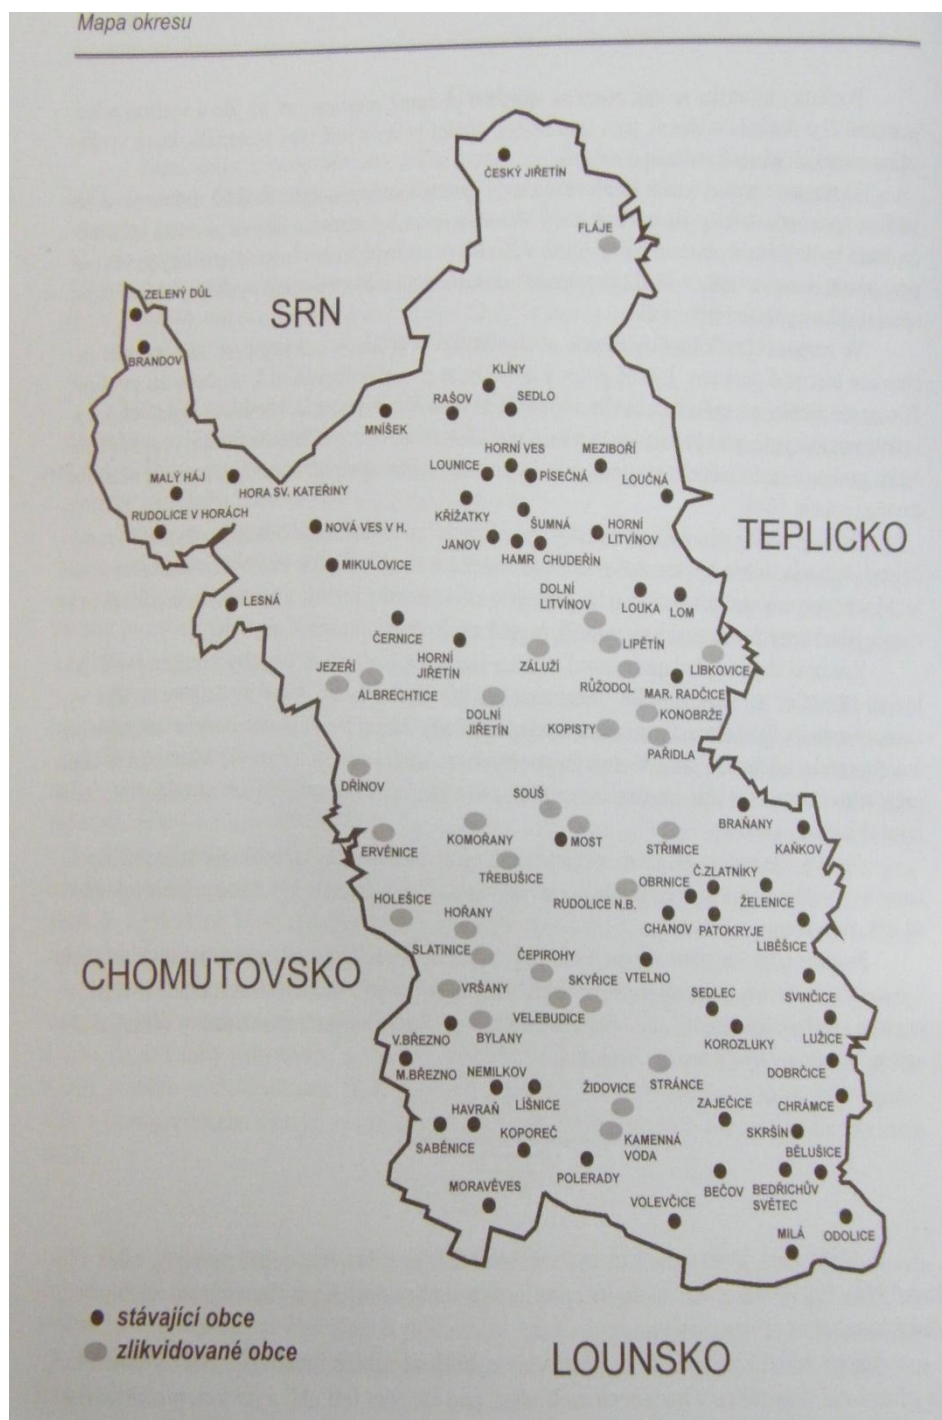 Mapa okresu
ČESKÝ JIŘETÍN
FLÁJE
ZELENÝ DŮL
SRN
BRANDOV
KLÍNY
RAŠOV
SEDLO
MNÍŠEK
HORNÍ VES
MEZIBOŘÍ
LOUNICE
PÍSEČNÁ
LOUČNÁ
MALÝ HÁJ
HORA SV. KATEŘINY
RUDOLICE V HORÁCH
KŘÍŽATKY
NOVÁ VES V H.
ŠUMNÁ
HORNÍ
LITVÍNOV
TEPLICKO
JANOV
HAMR
CHUDEŘÍN
MIKULOVICE
DOLNÍ
LITVÍNOV
LOUKA
LOM
LESNÁ
ČERNICE
HORNÍ
JIŘETÍN
LIPĚTÍN
ZÁLUŽÍ
LIBKOVICE
JEZEŘÍ
ALBRECHTICE
RŮŽODOL
MAR. RADČICE
DOLNÍ
JIŘETÍN
KONOBRŽE
KOPISTY
PAŘIDLA
DŘÍNOV
SOUŠ
BRAŇANY
KOMOŘANY
MOST
STŘIMICE
KAŇKOV
ERVĚNICE
TŘEBUŠICE
Č.ZLATNÍKY
OBRNICE
HOLEŠICE
RUDOLICE N.B.
ŽELENICE
HOŘANY
CHANOV
PATOKRYJE
LIBĚŠICE
SLATINICE
ČEPIROHY
VTELNO
CHOMUTOVSKO
SKYŘICE
VRŠANY
SEDLEC
SVINČICE
VELEBUDICE
V.BŘEZNO
BYLANY
KOROZLUKY
LUŽICE
M.BŘEZNO
NEMILKOV
DOBRČICE
STRÁNCE
ŽIDOVICE
LÍŠNICE
ZAJEČICE
CHRÁMCE
HAVRAŇ
SABĚNICE
KOPOREČ
KAMENNÁ
VODA
SKRŠÍN
BĚLUŠICE
POLERADY
MORAVĚVES
BEČOV
BEDŘICHŮV
SVĚTEC
VOLEVČICE
MILÁ
ODOLICE
stávající obce
zlikvidované obce
LOUNSKO